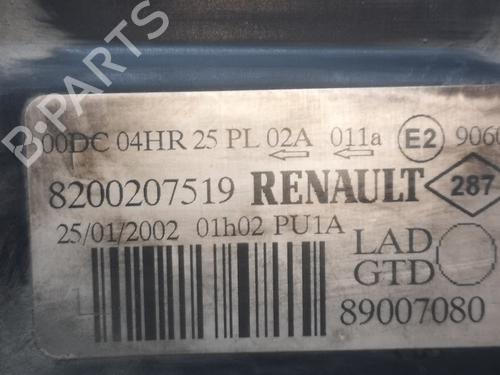 00DC 04HR 25 PL 02A 011a E2 9060
8200207519 RENAULT 287
25/01/2002 01h02 PU1A
LAD
GTD
89007080
B-PARTS